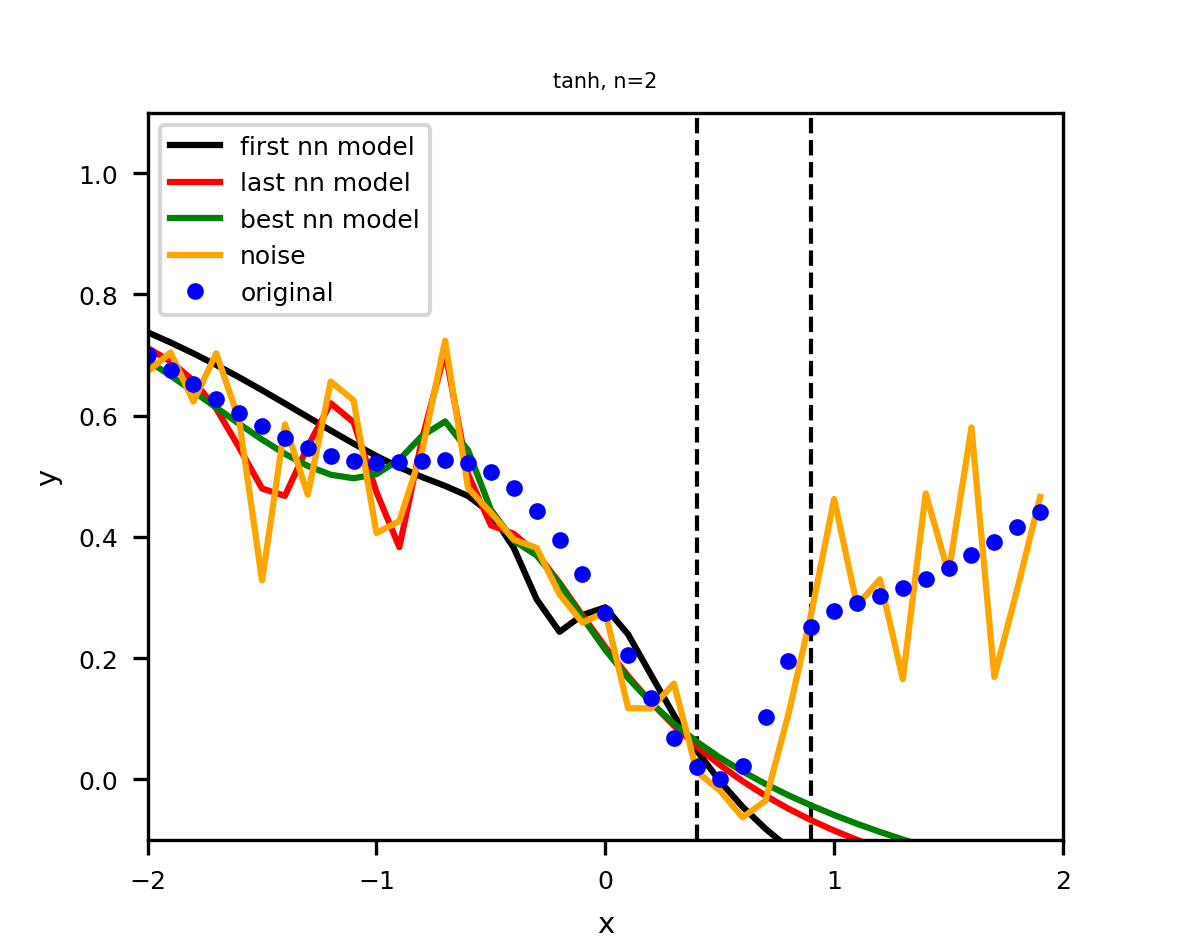 tanh, n=2
first nn model
last nn model
best nn model
noise
original
y
1.0
0.8
0.6
0.4
0.2
0.0
−2
−1
0
1
2
x